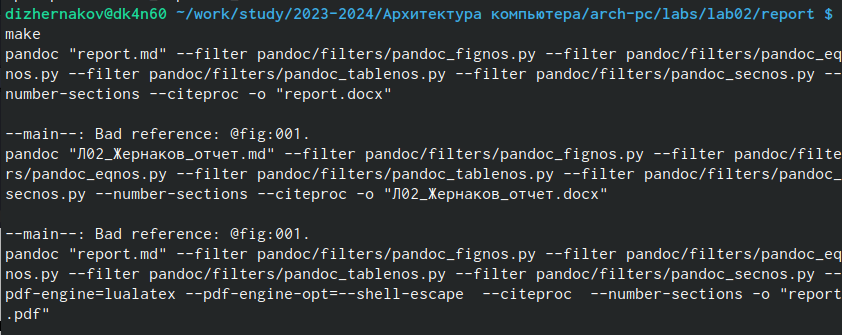 dizhernakov@dk4n60 ~/work/study/2023-2024/Архитектура компьютера/arch-pc/labs/lab02/report $
make
pandoc "report.md" --filter pandoc/filters/pandoc_fignos.py --filter pandoc/filters/pandoc_eq
nos.py --filter pandoc/filters/pandoc_tablenos.py --filter pandoc/filters/pandoc_secnos.py --
number-sections --citeproc -o "report.docx"

--main--: Bad reference: @fig:001.
pandoc "Л02_Жернаков_отчет.md" --filter pandoc/filters/pandoc_fignos.py --filter pandoc/filte
rs/pandoc_eqnos.py --filter pandoc/filters/pandoc_tablenos.py --filter pandoc/filters/pandoc_
secnos.py --number-sections --citeproc -o "Л02_Жернаков_отчет.docx"

--main--: Bad reference: @fig:001.
pandoc "report.md" --filter pandoc/filters/pandoc_fignos.py --filter pandoc/filters/pandoc_eq
nos.py --filter pandoc/filters/pandoc_tablenos.py --filter pandoc/filters/pandoc_secnos.py --
pdf-engine=lualatex --pdf-engine-opt=--shell-escape  --citeproc  --number-sections -o "report
.pdf"